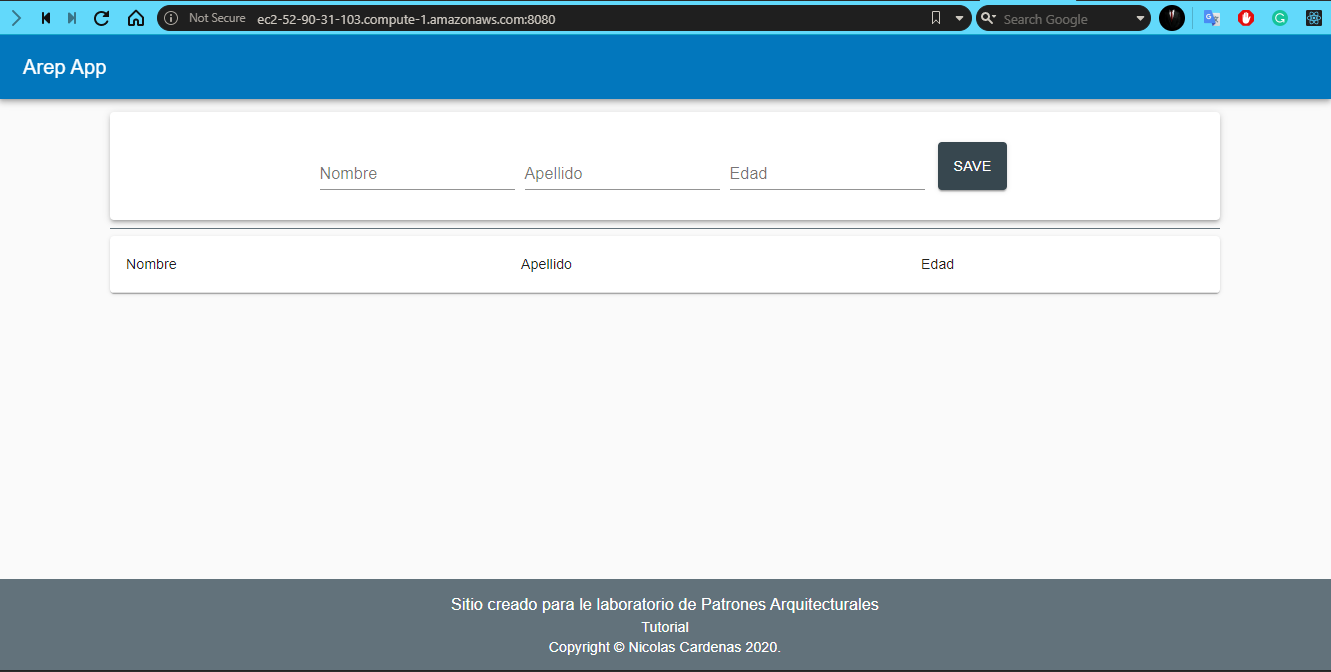 Not Secure ec2-52-90-31-103.compute-1.amazonaws.com:8080 Search Google
Arep App
Nombre Apellido Edad SAVE
Nombre Apellido Edad
Sitio creado para le laboratorio de Patrones Arquitecturales
Tutorial
Copyright © Nicolas Cardenas 2020.